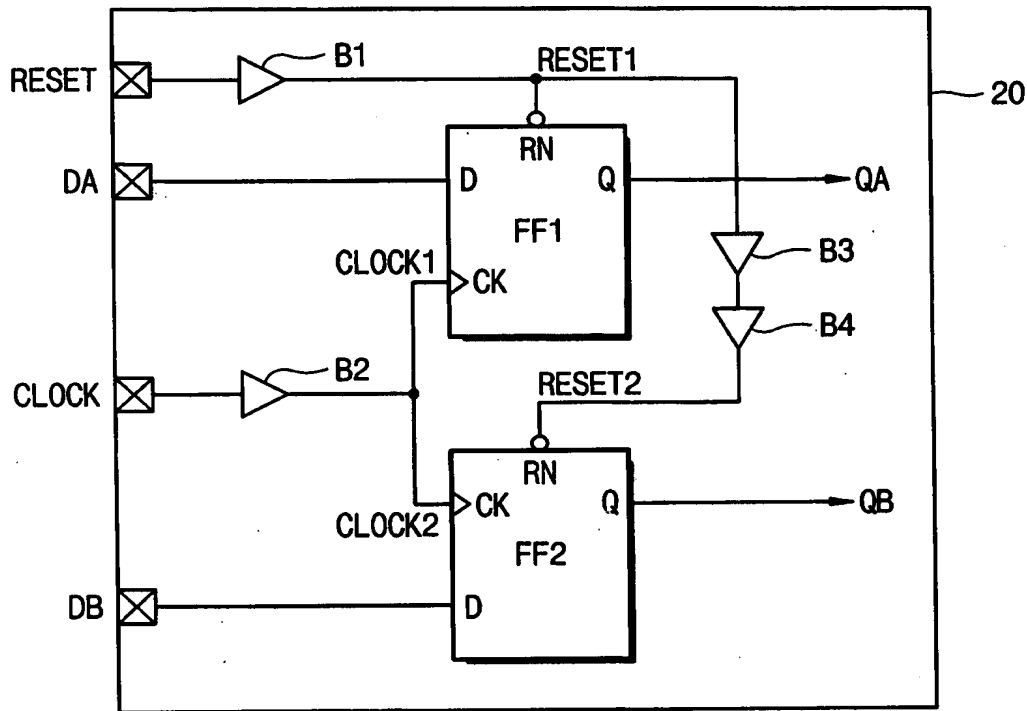 RESET
B1
RESET1
20
RN
DA
D
Q
QA
FF1
B3
CLOCK1
CK
B4
CLOCK
B2
RESET2
RN
CK
Q
QB
CLOCK2
FF2
DB
D